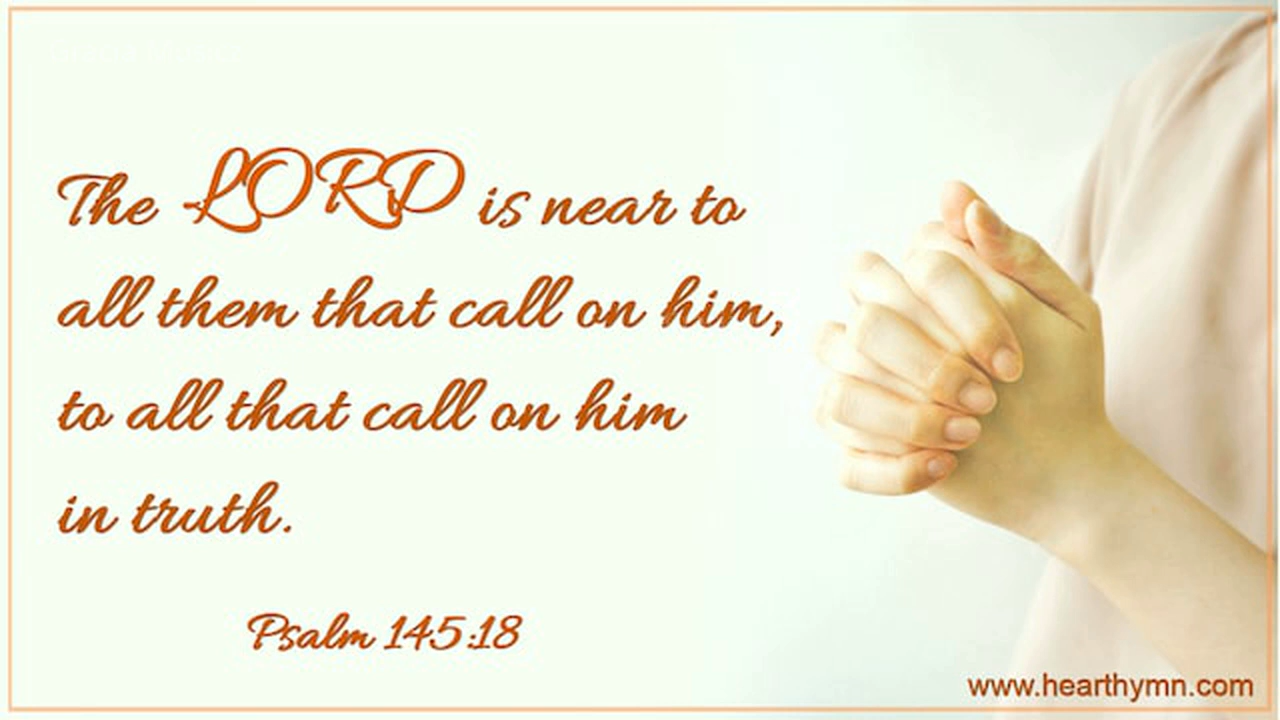 The LORD is near to
all them that call on him,
to all that call on him
in truth.
Psalm 145:18
www.hearthymn.com